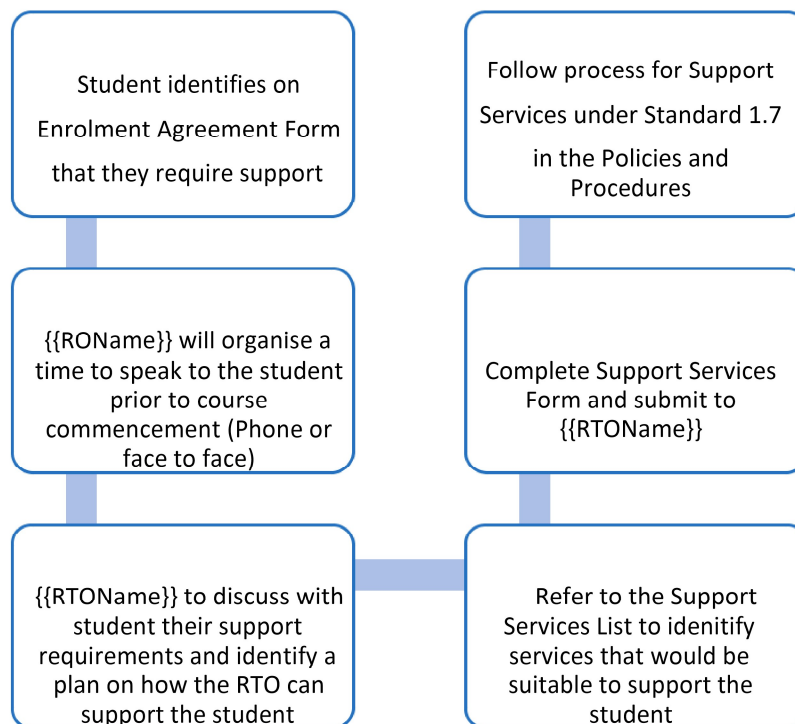 Student identifies on
Enrolment Agreement Form
that they require support
{{ROName}} will organise a
time to speak to the student
prior to course
commencement (Phone or
face to face)
{{RTOName}} to discuss with
student their support
requirements and identify a
plan on how the RTO can
support the student
Refer to the Support
Services List to idenitify
services that would be
suitable to support the
student
Complete Support Services
Form and submit to
{{RTOName}}
Follow process for Support
Services under Standard 1.7
in the Policies and
Procedures